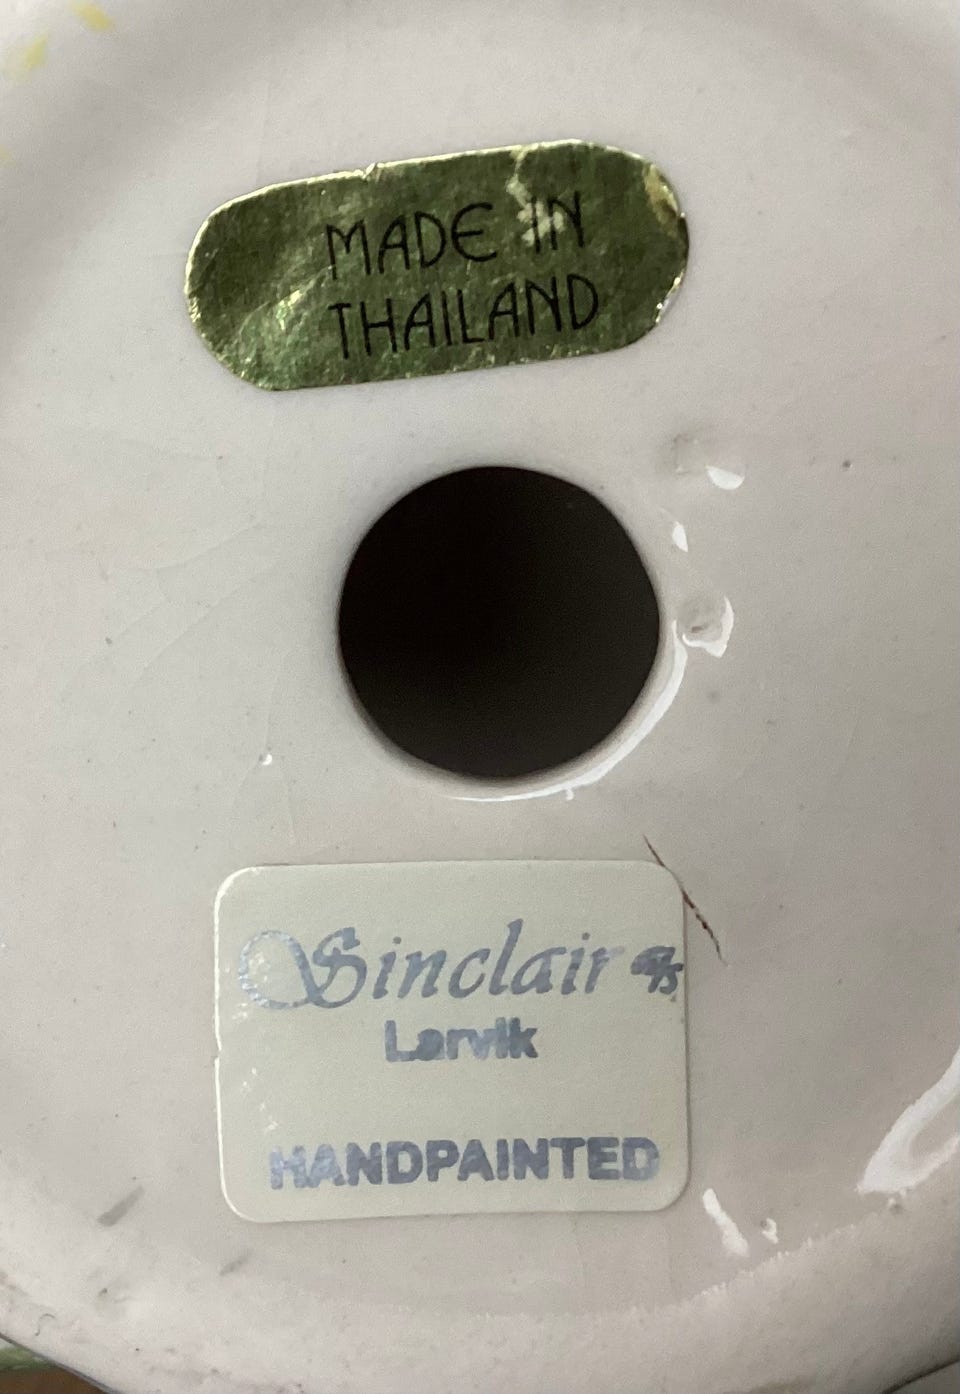 MADE IN
THAILAND
Sinclair A/S
Larvik
HANDPAINTED